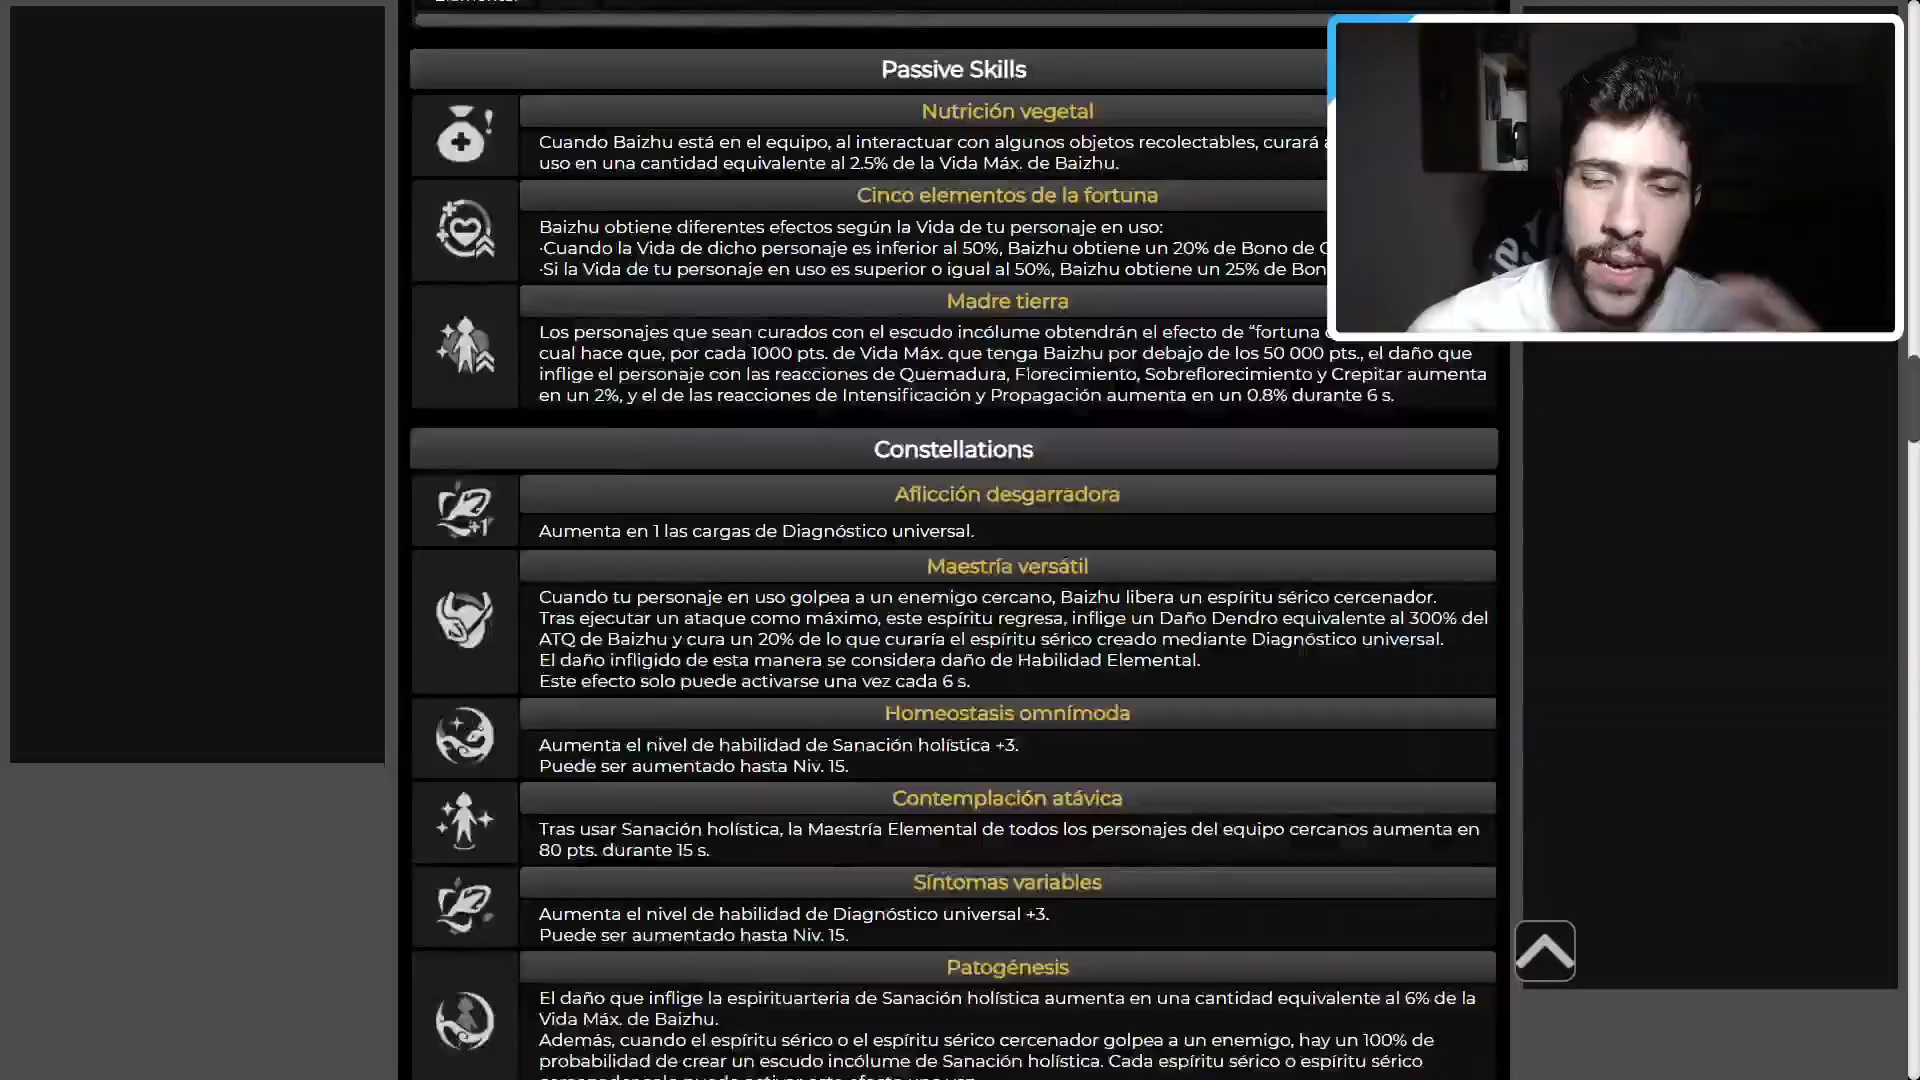 Passive Skills
Nutrición vegetal
Cuando Baizhu está en el equipo, al interactuar con algunos objetos recolectables, curará
uso en una cantidad equivalente al 2.5% de la Vida Máx. de Baizhu.
Cinco elementos de la fortuna
Baizhu obtiene diferentes efectos según la Vida de tu personaje en uso:
·Cuando la Vida de dicho personaje es inferior al 50%, Baizhu obtiene un 20% de Bono de
·Si la Vida de tu personaje en uso es superior o igual al 50%, Baizhu obtiene un 25% de Bon
Madre tierra
Los personajes que sean curados con el escudo incólume obtendrán el efecto de “fortuna
cual hace que, por cada 1000 pts. de Vida Máx. que tenga Baizhu por debajo de los 50 000 pts., el daño que
inflige el personaje con las reacciones de Quemadura, Florecimiento, Sobreflorecimiento y Crepitar aumenta
en un 2%, y el de las reacciones de Intensificación y Propagación aumenta en un 0.8% durante 6 s.
Constellations
Aflicción desgarradora
+1
Aumenta en 1 las cargas de Diagnóstico universal.
Maestría versátil
Cuando tu personaje en uso golpea a un enemigo cercano, Baizhu libera un espíritu sérico cercenador.
Tras ejecutar un ataque como máximo, este espíritu regresa, inflige un Daño Dendro equivalente al 300% del
ATQ de Baizhu y cura un 20% de lo que curaría el espíritu sérico creado mediante Diagnóstico universal.
El daño infligido de esta manera se considera daño de Habilidad Elemental.
Este efecto solo puede activarse una vez cada 6 s.
Homeostasis omnímoda
Aumenta el nivel de habilidad de Sanación holística +3.
Puede ser aumentado hasta Niv. 15.
Contemplación atávica
Tras usar Sanación holística, la Maestría Elemental de todos los personajes del equipo cercanos aumenta en
80 pts. durante 15 s.
Síntomas variables
Aumenta el nivel de habilidad de Diagnóstico universal +3.
Puede ser aumentado hasta Niv. 15.
Patogénesis
El daño que inflige la espirituarteria de Sanación holística aumenta en una cantidad equivalente al 6% de la
Vida Máx. de Baizhu.
Además, cuando el espíritu sérico o el espíritu sérico cercenador golpea a un enemigo, hay un 100% de
probabilidad de crear un escudo incólume de Sanación holística. Cada espíritu sérico o espíritu sérico